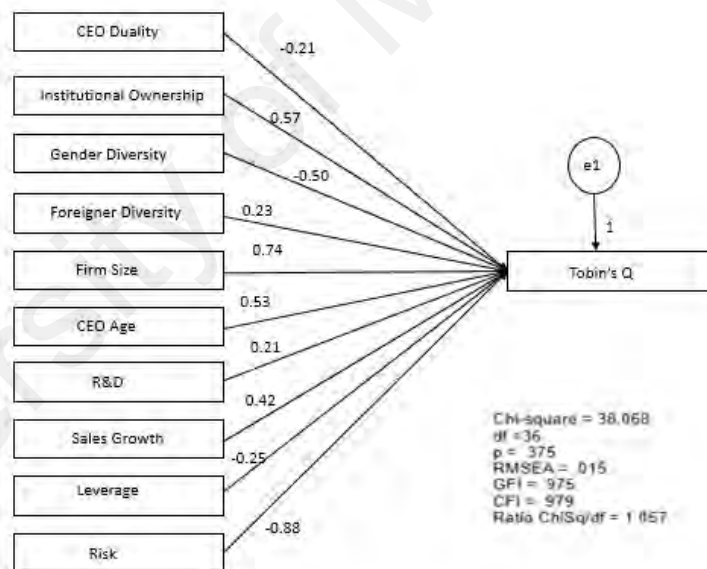 CEO Duality
-0.21
Institutional Ownership
0.57
Gender Diversity
-0.50
e1
Foreigner Diversity
0.23
1
0.74
Firm Size
Tobin's Q
0.53
CEO Age
0.21
R&D
0.42
Sales Growth
-0.25
Leverage
-0.88
Risk
Chi-square = 38.068
df =36
p = .375
RMSEA = .015
GFI = .975
CFI = .979
Ratio ChiSq/df = 1.057